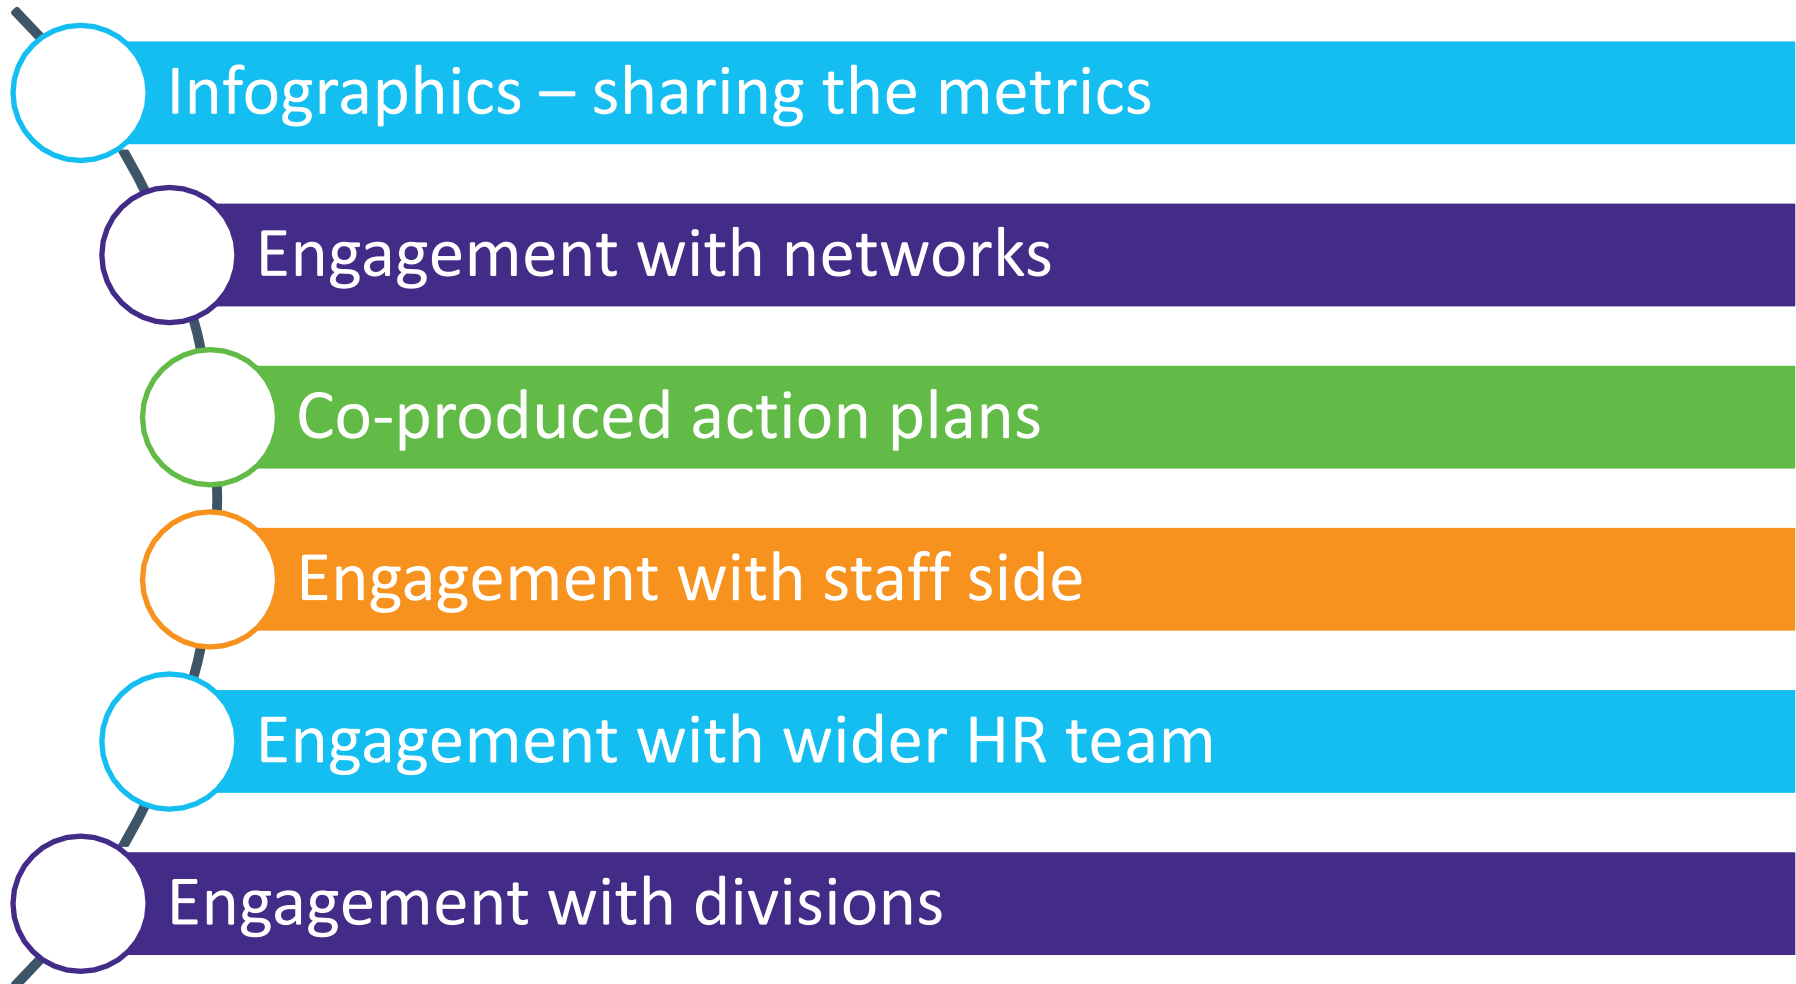 Infographics – sharing the metrics
Engagement with networks
Co-produced action plans
Engagement with staff side
Engagement with wider HR team
Engagement with divisions